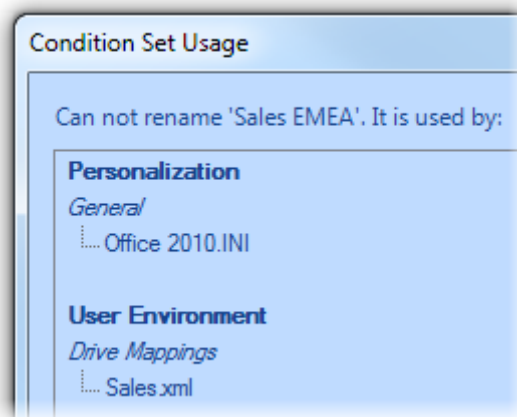 Condition Set Usage
Can not rename 'Sales EMEA'. It is used by:
Personalization
General
Office 2010.INI
User Environment
Drive Mappings
Sales.xml